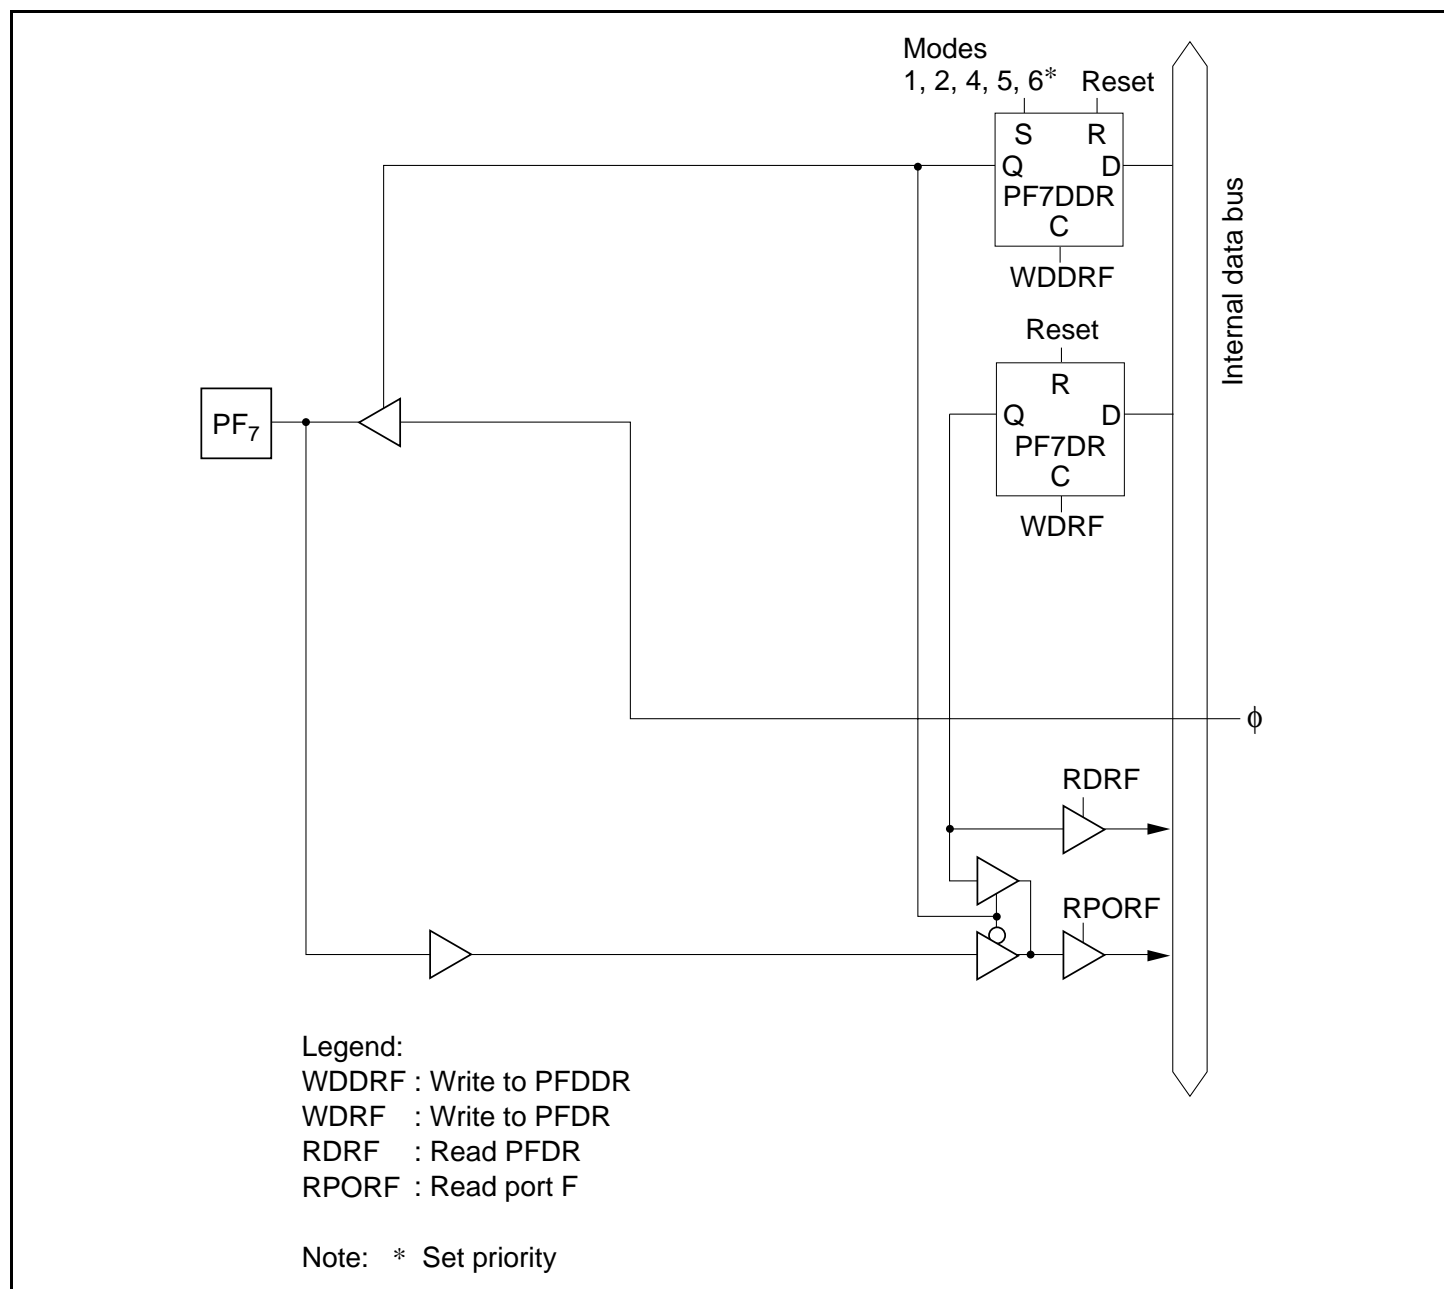 Modes
1, 2, 4, 5, 6* Reset
S R
Q D
PF7DDR
C
WDDRF
Internal data bus
Reset
R
Q D
PF7DR
C
WDRF
PF7
ϕ
RDRF
RPORF
Legend:
WDDRF : Write to PFDDR
WDRF : Write to PFDR
RDRF : Read PFDR
RPORF : Read port F
Note: * Set priority